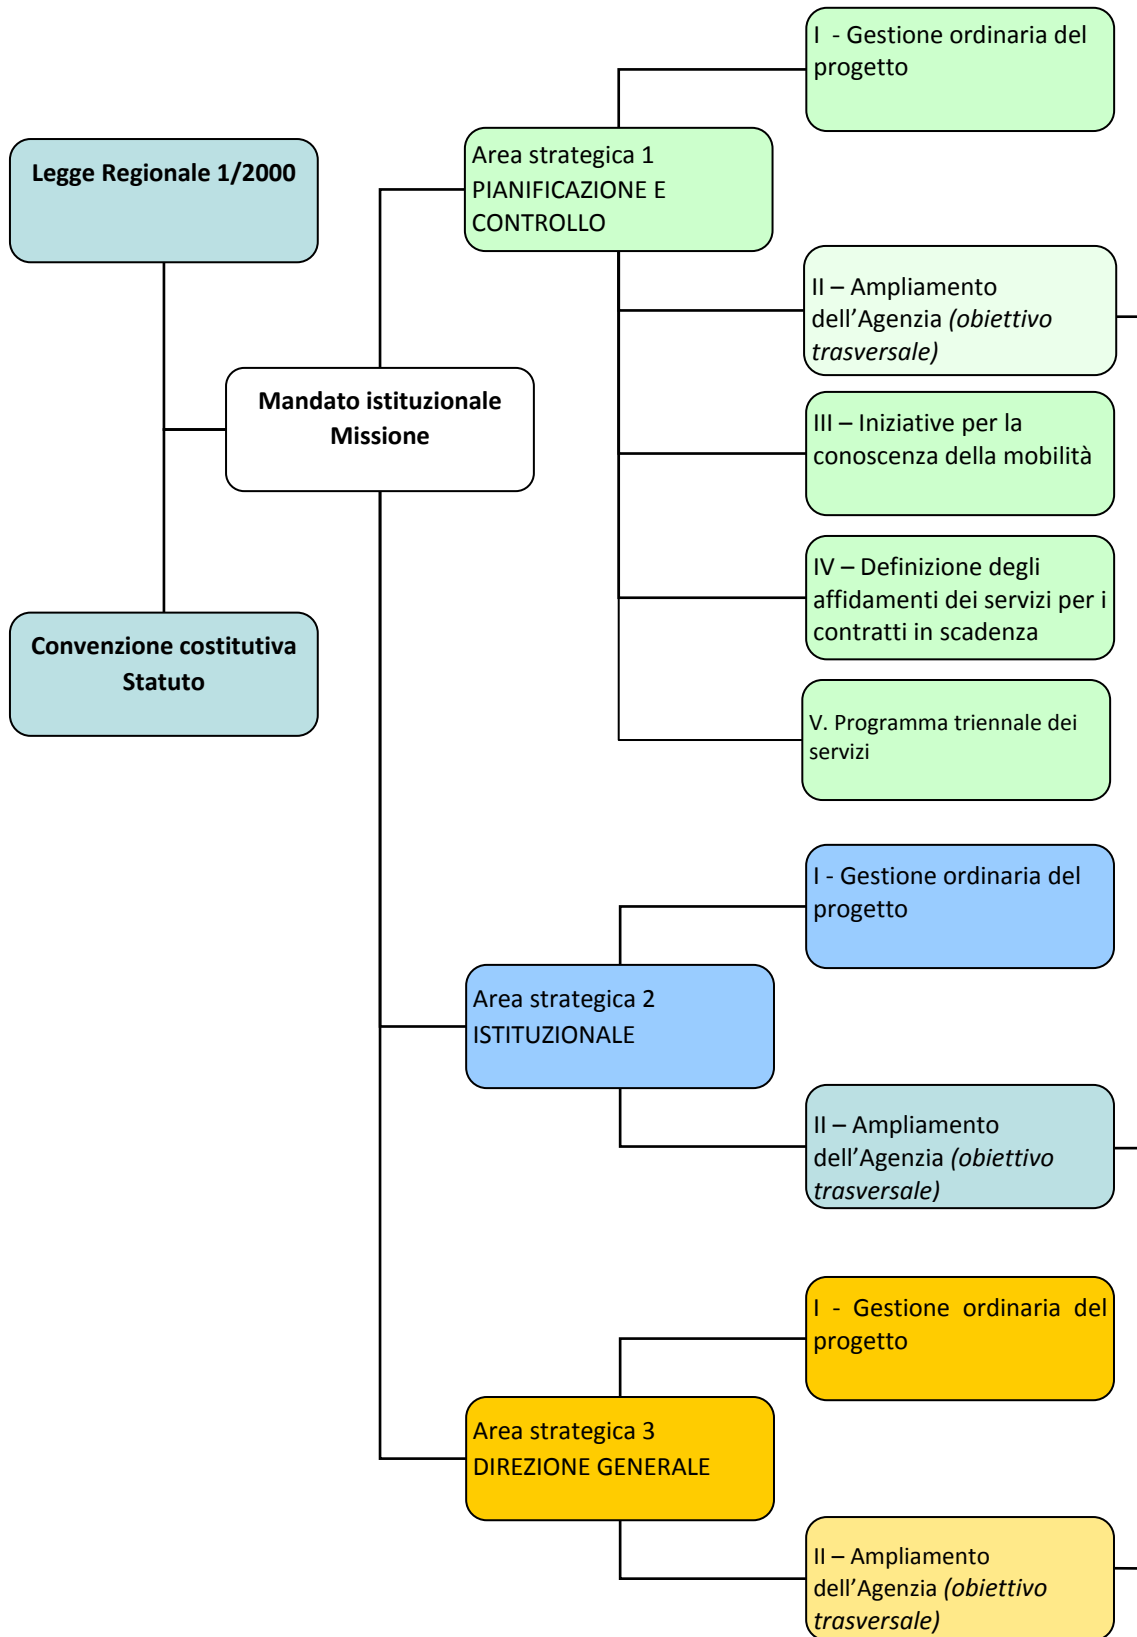 Legge Regionale 1/2000
Convenzione costitutiva
Statuto
Mandato istituzionale
Missione
Area strategica 1
PIANIFICAZIONE E
CONTROLLO
I - Gestione ordinaria del
progetto
II – Ampliamento
dell’Agenzia (obiettivo
trasversale)
III – Iniziative per la
conoscenza della mobilità
IV – Definizione degli
affidamenti dei servizi per i
contratti in scadenza
V. Programma triennale dei
servizi
Area strategica 2
ISTITUZIONALE
I - Gestione ordinaria del
progetto
II – Ampliamento
dell’Agenzia (obiettivo
trasversale)
Area strategica 3
DIREZIONE GENERALE
I - Gestione ordinaria del
progetto
II – Ampliamento
dell’Agenzia (obiettivo
trasversale)